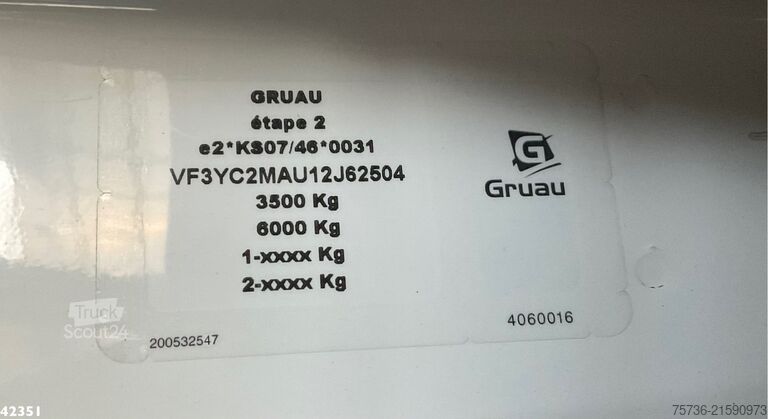 GRUAU
étape 2
e2*KS07/46*0031
VF3YC2MAU12J62504
3500 Kg
6000 Kg
1-xxxx Kg
2-xxxx Kg
G
Gruau
200532547
4060016
Truck
Scout24
42351
75736-21590973